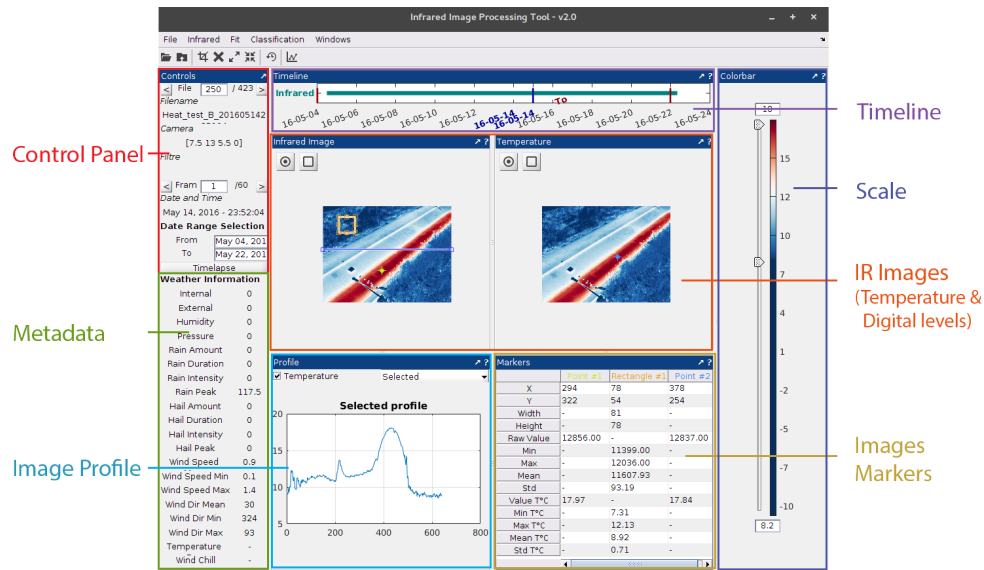 Infrared Image Processing Tool - v2.0
File Infrared Fit Classification Windows
Controls
< File 250 / 423 >
Filename
Heat_test_B_201605142
Camera
[7.5 13 5.5 0]
Filtre
< Fram 1 /60 >
Date and Time
May 14, 2016 - 23:52:04
Date Range Selection
From May 04, 201
To May 22, 201
Timelapse
Weather Information
Internal 0
External 0
Humidity 0
Pressure 0
Rain Amount 0
Rain Duration 0
Rain Intensity 0
Rain Peak 117.5
Hail Amount 0
Hail Duration 0
Hail Intensity 0
Hail Peak 0
Wind Speed 0.9
Wind Speed Min 0.1
Wind Speed Max 1.4
Wind Dir Mean 30
Wind Dir Min 324
Wind Dir Max 93
Temperature -
Wind Chill -
Timeline ?
Infrared
To
16-05-04 16-05-06 16-05-08 16-05-10 16-05-12 16-05-14 16-05-14 16-05-16 16-05-18 16-05-20 16-05-22 16-05-24
Infrared Image ?
Temperature ?
Profile ?
Temperature Selected
Selected profile
20
15
10
5
0 200 400 600 800
Markers ?
Point #1 Rectangle #1 Point #2
X 294 78 378
Y 322 54 254
Width - 81 -
Height - 78 -
Raw Value 12856.00 - 12837.00
Min - 11399.00 -
Max - 12036.00 -
Mean - 11607.93 -
Std - 93.19 -
Value T°C 17.97 - 17.84
Min T°C - 7.31 -
Max T°C - 12.13 -
Mean T°C - 8.92 -
Std T°C - 0.71 -
Colorbar ?
18
15
12
10
7
4
1
-2
-5
-7
-10
8.2
Control Panel
Metadata
Image Profile
Timeline
Scale
IR Images
(Temperature &
Digital levels)
Images
Markers